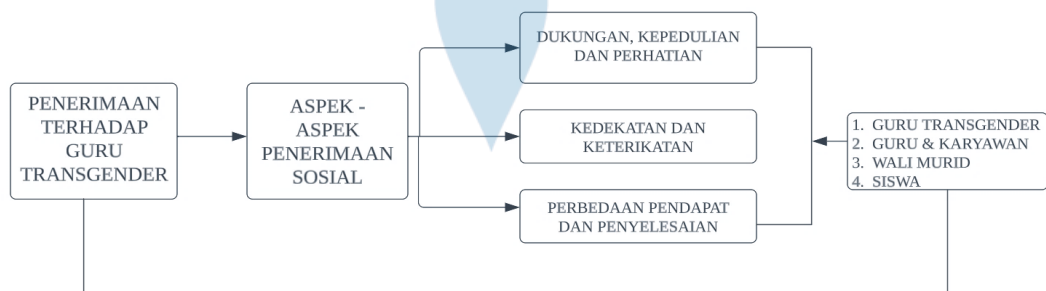 PENERIMAAN
TERHADAP
GURU
TRANSGENDER
ASPEK -
ASPEK
PENERIMAAN
SOSIAL
DUKUNGAN, KEPEDULIAN
DAN PERHATIAN
KEDEKATAN DAN
KETERIKATAN
PERBEDAAN PENDAPAT
DAN PENYELESAIAN
1. GURU TRANSGENDER
2. GURU & KARYAWAN
3. WALI MURID
4. SISWA